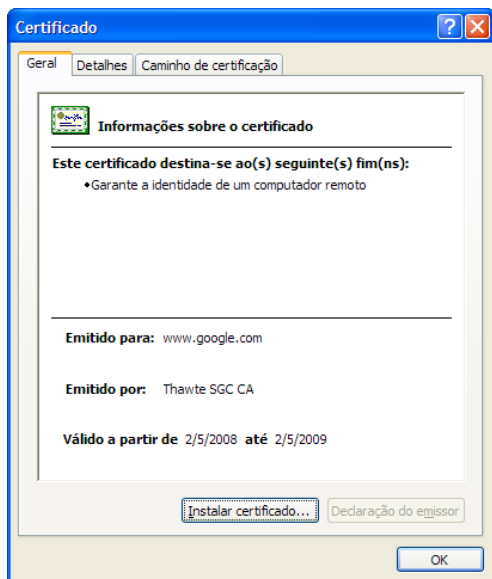 Certificado
Geral Detalhes Caminho de certificação
Informações sobre o certificado
Este certificado destina-se ao(s) seguinte(s) fim(ns):
•Garante a identidade de um computador remoto
Emitido para: www.google.com
Emitido por: Thawte SGC CA
Válido a partir de 2/5/2008 até 2/5/2009
Instalar certificado... Declaração do emissor
OK